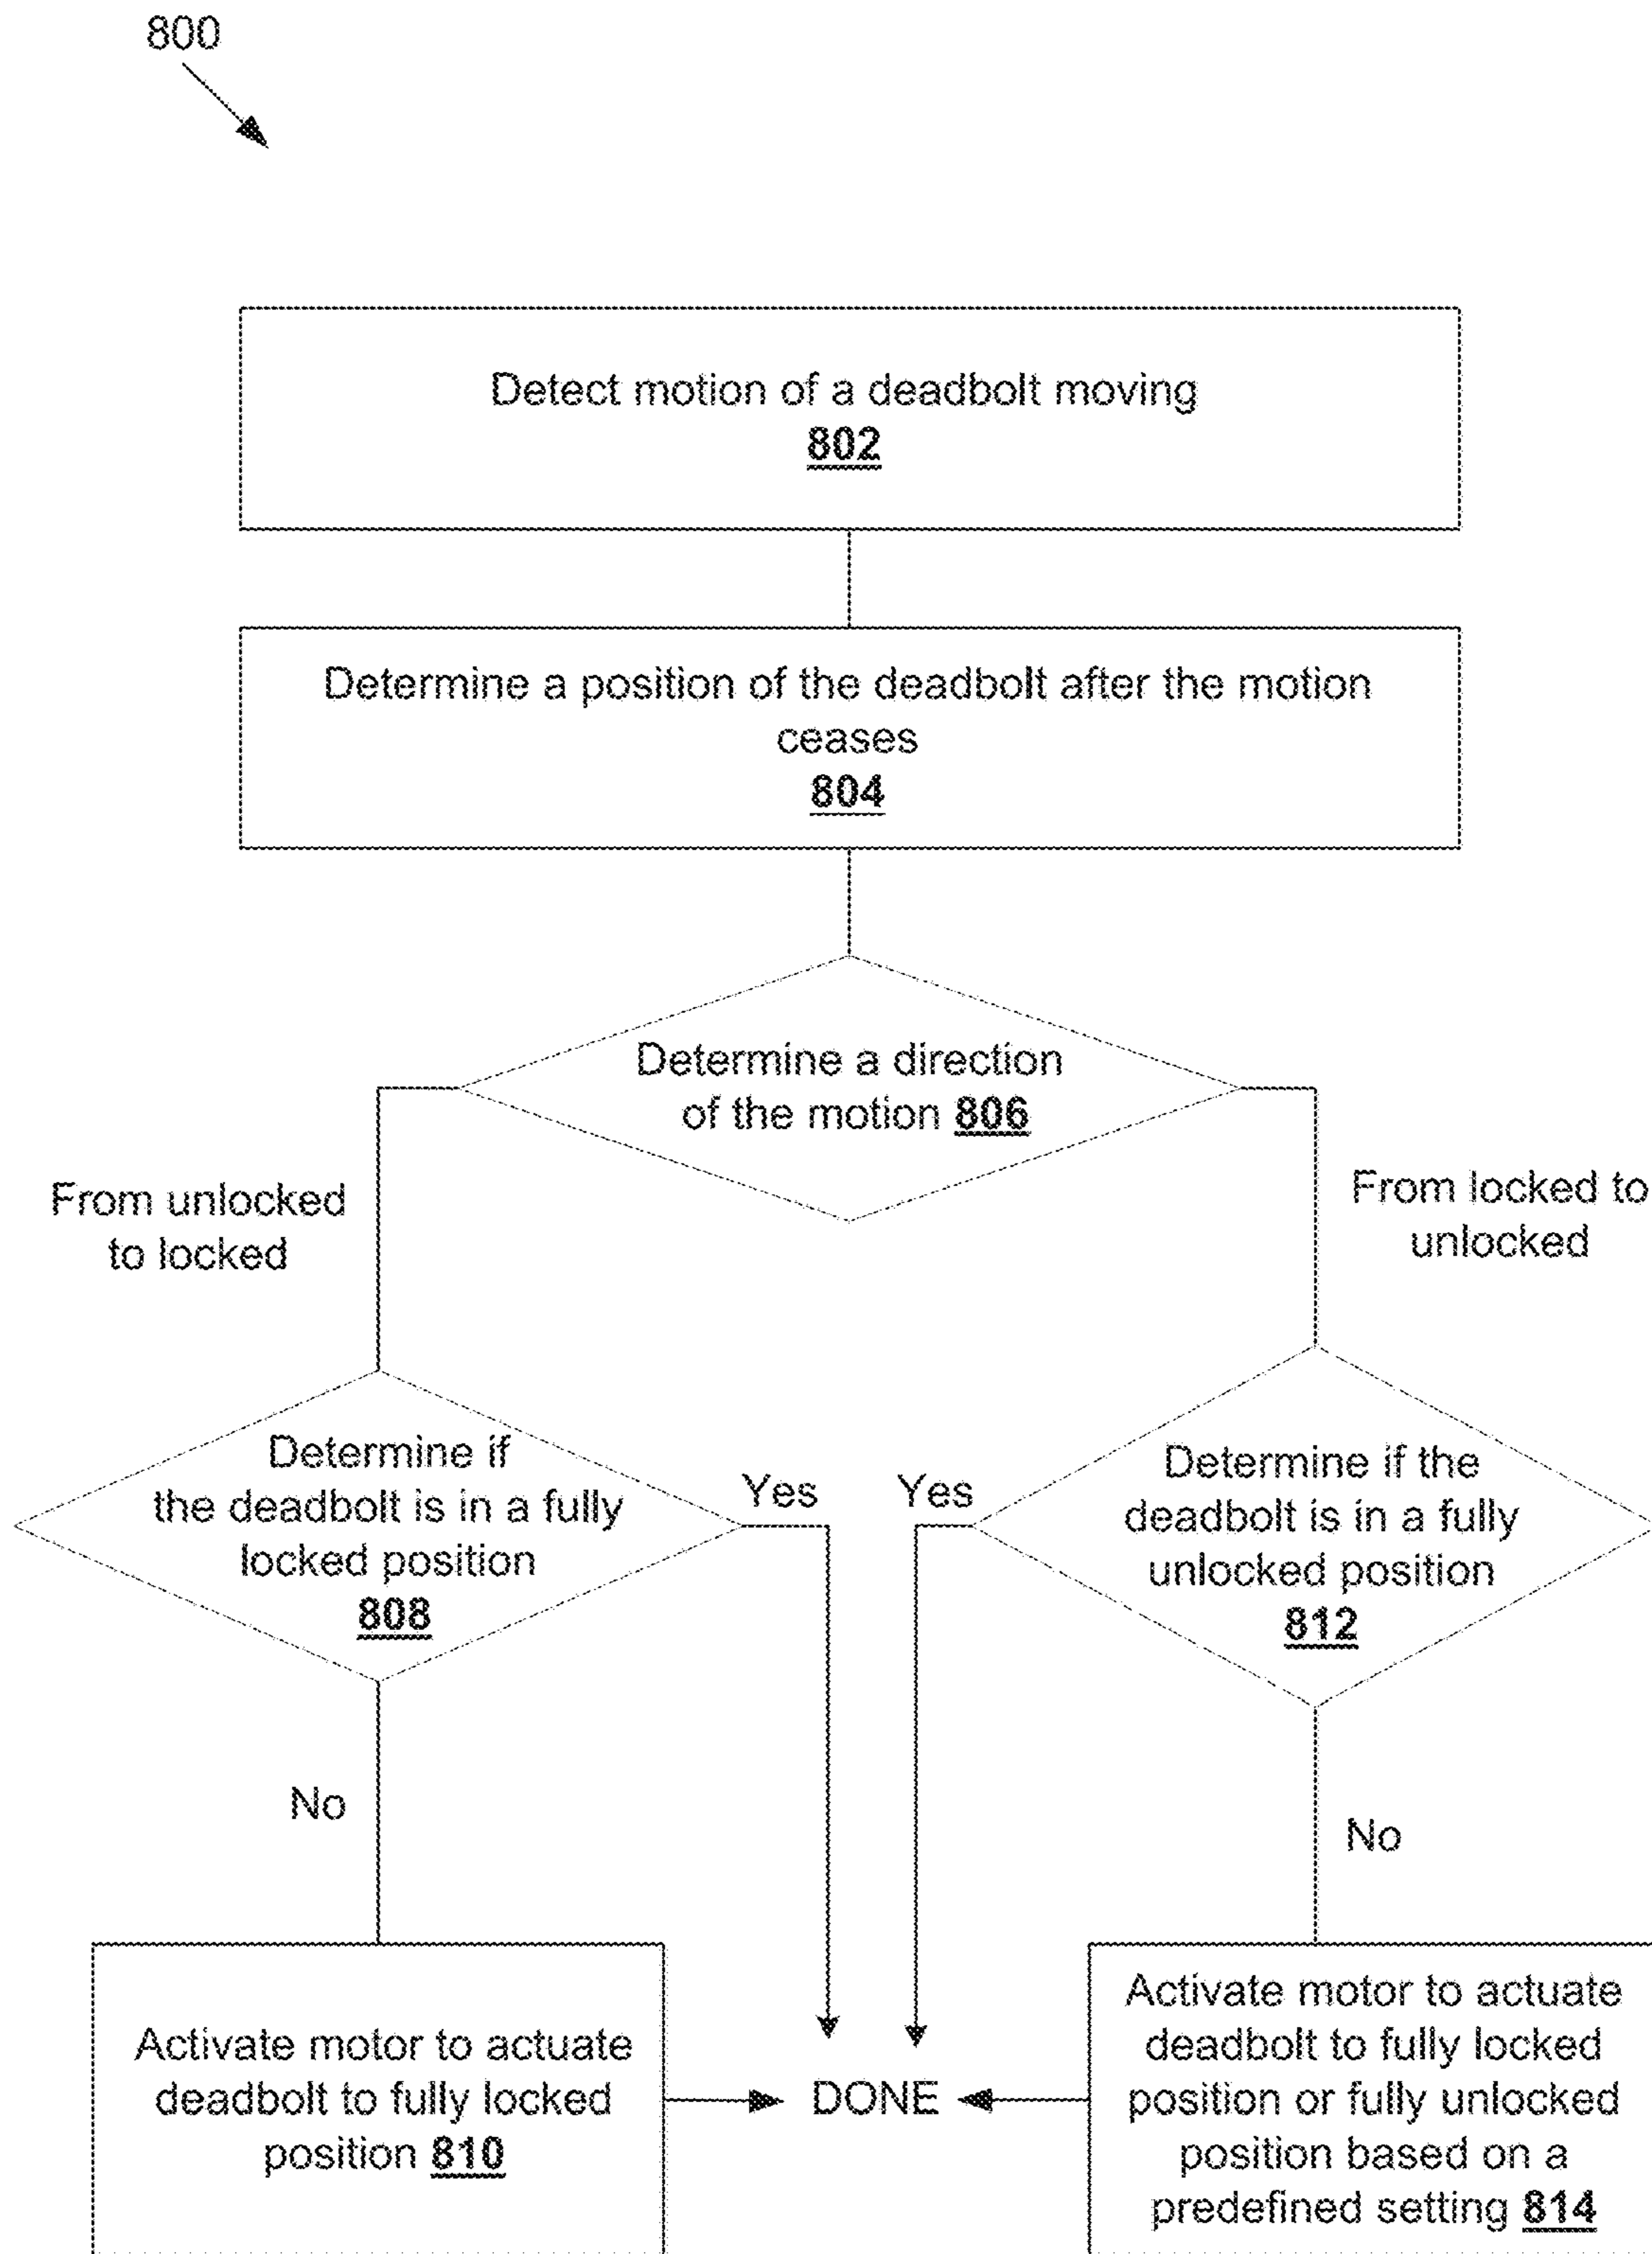 800
Detect motion of a deadbolt moving
802
Determine a position of the deadbolt after the motion
ceases
804
Determine a direction
of the motion 806
From unlocked
to locked
From locked to
unlocked
Determine if
the deadbolt is in a fully
locked position
808
Yes
Yes
Determine if the
deadbolt is in a fully
unlocked position
812
No
No
Activate motor to actuate
deadbolt to fully locked
position 810
DONE
Activate motor to actuate
deadbolt to fully locked
position or fully unlocked
position based on a
predefined setting 814